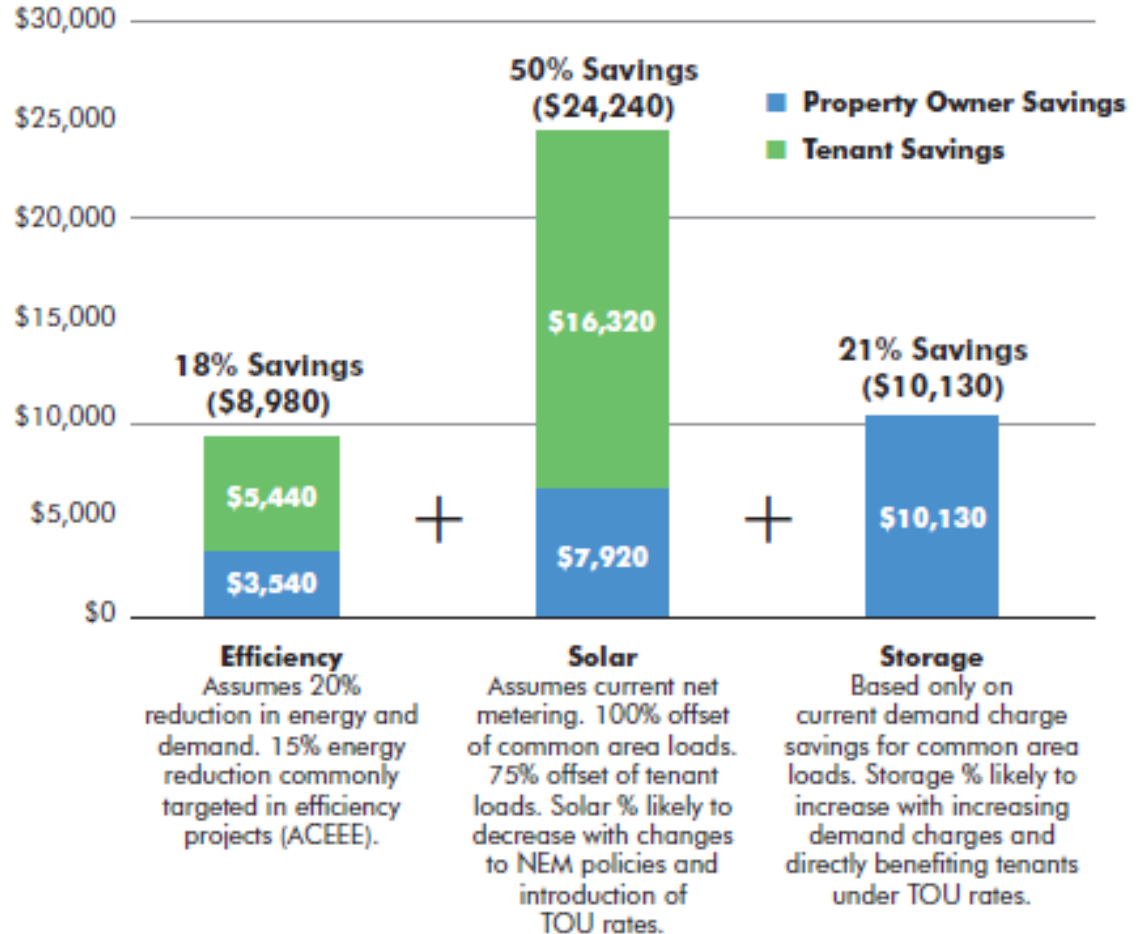 $30,000
$25,000
$20,000
$15,000
$10,000
$5,000
$0
50% Savings
($24,240)
Property Owner Savings
Tenant Savings
18% Savings
($8,980)
21% Savings
($10,130)
$16,320
$5,440
$3,540
+
$7,920
+
$10,130
Efficiency
Assumes 20%
reduction in energy and
demand. 15% energy
reduction commonly
targeted in efficiency
projects (ACEEE).
Solar
Assumes current net
metering. 100% offset
of common area loads.
75% offset of tenant
loads. Solar % likely to
decrease with changes
to NEM policies and
introduction of
TOU rates.
Storage
Based only on
current demand charge
savings for common area
loads. Storage % likely to
increase with increasing
demand charges and
directly benefiting tenants
under TOU rates.